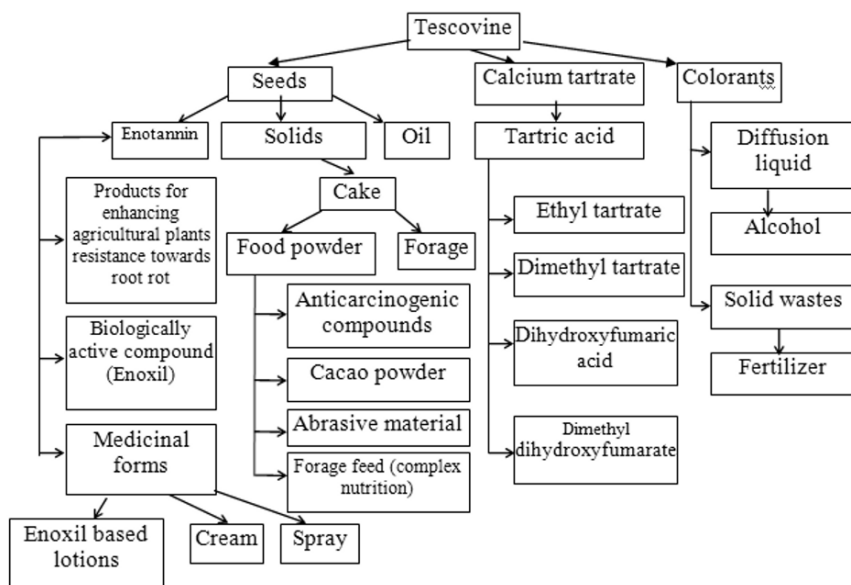 Tescovine
Seeds
Calcium tartrate
Colorants
Enotannin
Solids
Oil
Tartric acid
Diffusion
liquid
Products for
enhancing
agricultural plants
resistance towards
root rot
Cake
Ethyl tartrate
Alcohol
Food powder
Forage
Dimethyl tartrate
Anticarcinogenic
compounds
Solid wastes
Biologically
active compound
(Enoxil)
Dihydroxyfumaric
acid
Cacao powder
Fertilizer
Abrasive material
Medicinal
forms
Dimethyl
dihydroxyfumarate
Forage feed (complex
nutrition)
Enoxil based
lotions
Cream
Spray